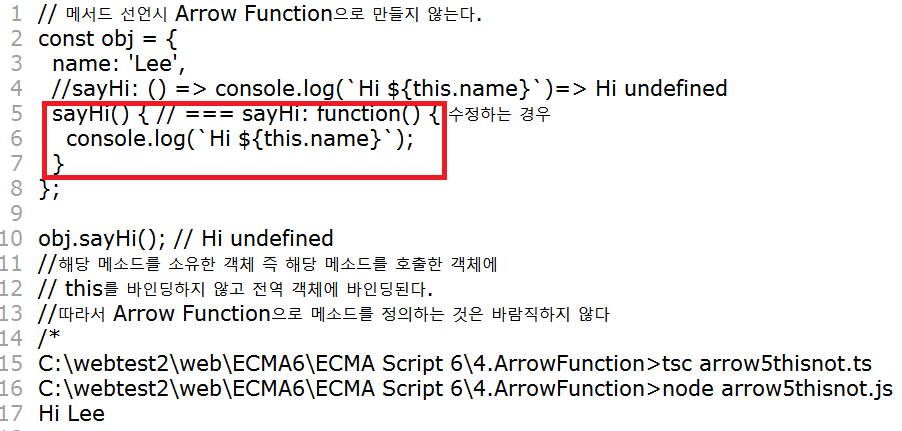 1 // 메서드 선언시 Arrow Function으로 만들지 않는다.
2 const obj = {
3 name: 'Lee',
4 //sayHi: () => console.log(`Hi ${this.name}`)=> Hi undefined
5 sayHi() { // === sayHi: function() { 수정하는 경우
6 console.log(`Hi ${this.name}`);
7 }
8 };
9
10 obj.sayHi(); // Hi undefined
11 //해당 메소드를 소유한 객체 즉 해당 메소드를 호출한 객체에
12 // this를 바인딩하지 않고 전역 객체에 바인딩된다.
13 //따라서 Arrow Function으로 메소드를 정의하는 것은 바람직하지 않다
14 /*
15 C:\webtest2\web\ECMA6\ECMA Script 6\4.ArrowFunction>tsc arrow5thisnot.ts
16 C:\webtest2\web\ECMA6\ECMA Script 6\4.ArrowFunction>node arrow5thisnot.js
17 Hi Lee